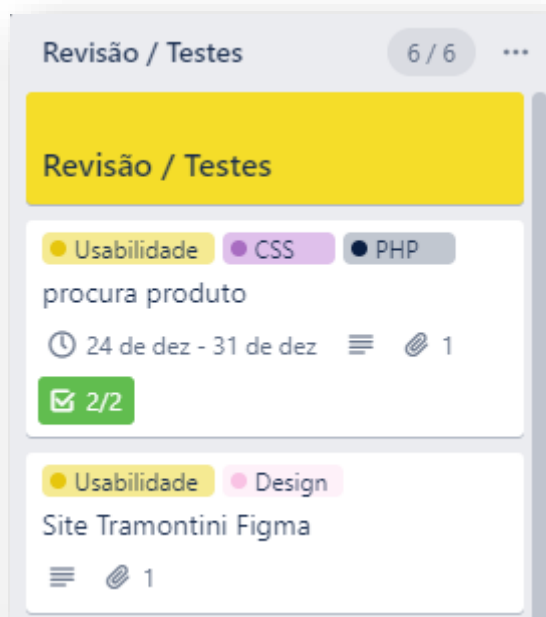 Revisão / Testes 6 / 6
Revisão / Testes
Usabilidade CSS PHP
procura produto
24 de dez - 31 de dez 1
2/2
Usabilidade Design
Site Tramontini Figma
1